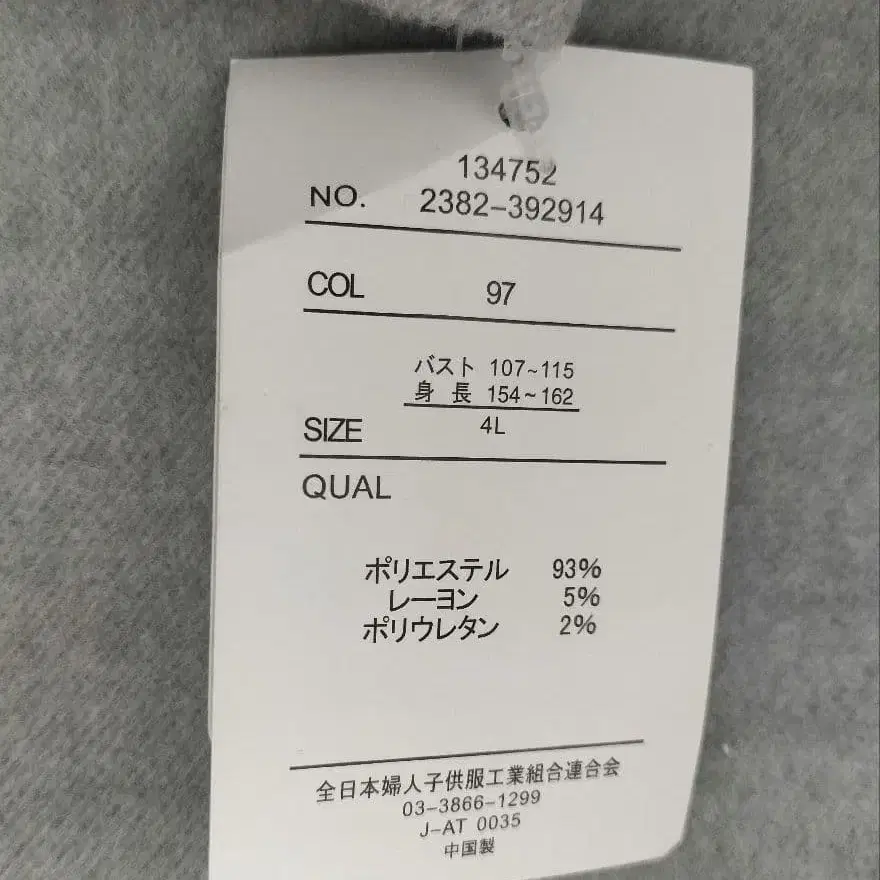 134752
NO. 2382-392914
COL 97
バスト 107~115
身長 154~162
SIZE 4L
QUAL
ポリエステル 93%
レーヨン 5%
ポリウレタン 2%
全日本婦人子供服工業組合連合会
03-3866-1299
J-AT 0035
中国製